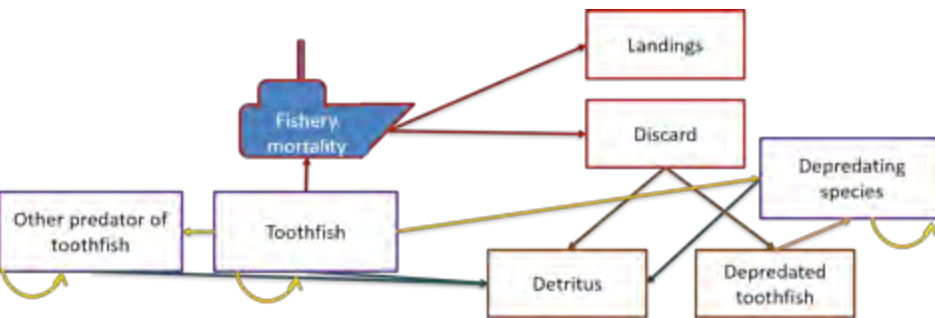 Landings
Fishery
mortality
Discard
Depredating
species
Other predator of
toothfish
Toothfish
Detritus
Depredated
toothfish